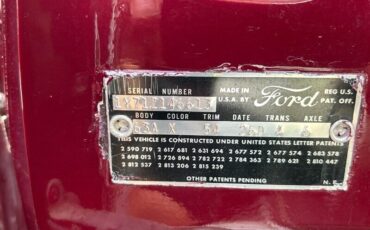 SERIAL NUMBER
MADE IN
U.S.A. BY
Ford
REG U.S.
PAT. OFF.
BODY COLOR TRIM DATE TRANS AXLE
63A X
THIS VEHICLE IS CONSTRUCTED UNDER UNITED STATES LETTER PATENTS
2 590 719 2 617 681 2 631 694 2 677 572 2 677 574 2 683 578
2 698 012 2 726 894 2 782 722 2 784 363 2 789 621 2 810 447
2 812 537 2 813 206 2 815 239
OTHER PATENTS PENDING